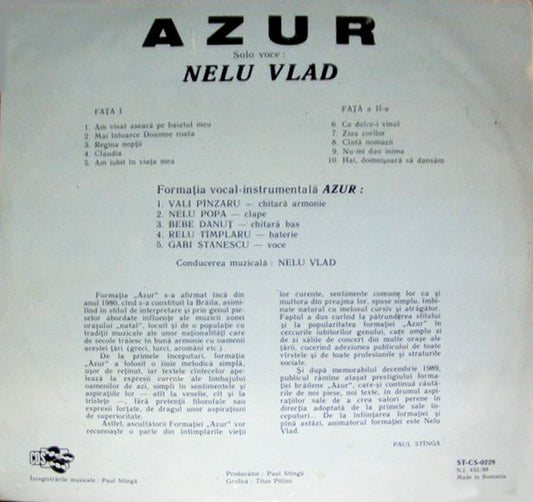 AZUR
Solo voce :
NELU VLAD
FAȚA I
1. Am visat aseară pe băiatul meu
2. Mai întoarce Doamne roata
3. Regina nopții
4. Claudia
5. Am iubit în viața mea
FAȚA a II-a
6. Ce dulce-i vinul
7. Ziua zorilor
8. Cîntă nomazii
9. Nu-mi dau inima
10. Hai, domnișoară să dansăm
Formația vocal-instrumentală AZUR :
1. VALI PÎNZARU — chitară armonie
2. NELU POPA — clape
3. BEBE DANUȚ — chitară bas
4. RELU TÎMPLARU — baterie
5. GABI STANESCU — voce
Conducerea muzicală : NELU VLAD
Formația „Azur" s-a afirmat încă din
anul 1980, cînd s-a constituit la Brăila, asimi-
lînd în stilul de interpretare și prin genul pie-
selor abordate influențe ale muzicii zonei
orașului „natal", locuit și de o populație cu
tradiții muzicale ale unor naționalități care
de secole trăiesc în bună armonie cu oamenii
acestei țări (greci, turci, aromâni etc.).
De la primele începuturi, formația
„Azur" a folosit o linie melodică simplă,
ușor de reținut, iar textele cîntecelor ape-
lează la expresii curente ale limbajului
oamenilor de azi, simpli în sentimentele și
aspirațiile lor — atît la veselie, cît și la
tristețe —, fără pretenții filozofale sau
expresii forțate, de dragul unor aspirațiuni
de superioritate.
Astfel, ascultătorii Formației „Azur" vor
recunoaște o parte din întîmplările vieții
lor curente, sentimente comune lor ca și
multora din preajma lor, spuse simplu, îmbi-
nate natural cu melosul cursiv și atrăgător.
Faptul a dus curînd la pătrunderea stilului
și la popularitatea formației „Azur" în
cercurile iubitorilor genului, care umplu zi
de zi sălile de concert din multe orașe ale
țării, cucerind adeziunea publicului de toate
vîrstele și de toate profesiunile și straturile
sociale.
Și după memorabilul decembrie 1989,
publicul rămîne atașat prestigiului forma-
ției brăilene „Azur", care-și continuă căută-
rile de noi piese, noi texte, în drumul aspi-
rațiilor sale de a crea valori perene în
direcția adoptată de la primele sale în-
ceputuri. De la înființarea formației și
pînă astăzi, animatorul formației este Nelu
Vlad.
PAUL STÎNGĂ
Înregistrările muzicale : Paul Stîngă
Producător : Paul Stîngă
Grafică : Titus Pitlini
ST-CS-0228
N.I. 433/88
Made in Romania